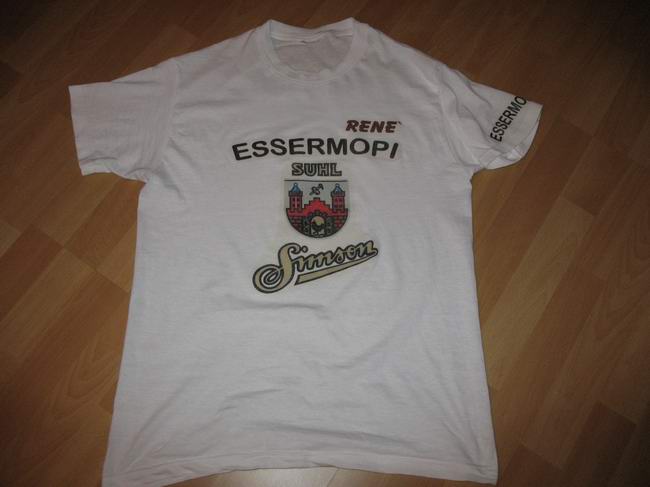 RENE`
ESSERMOPI
SUHL
Simson
ESSERMO